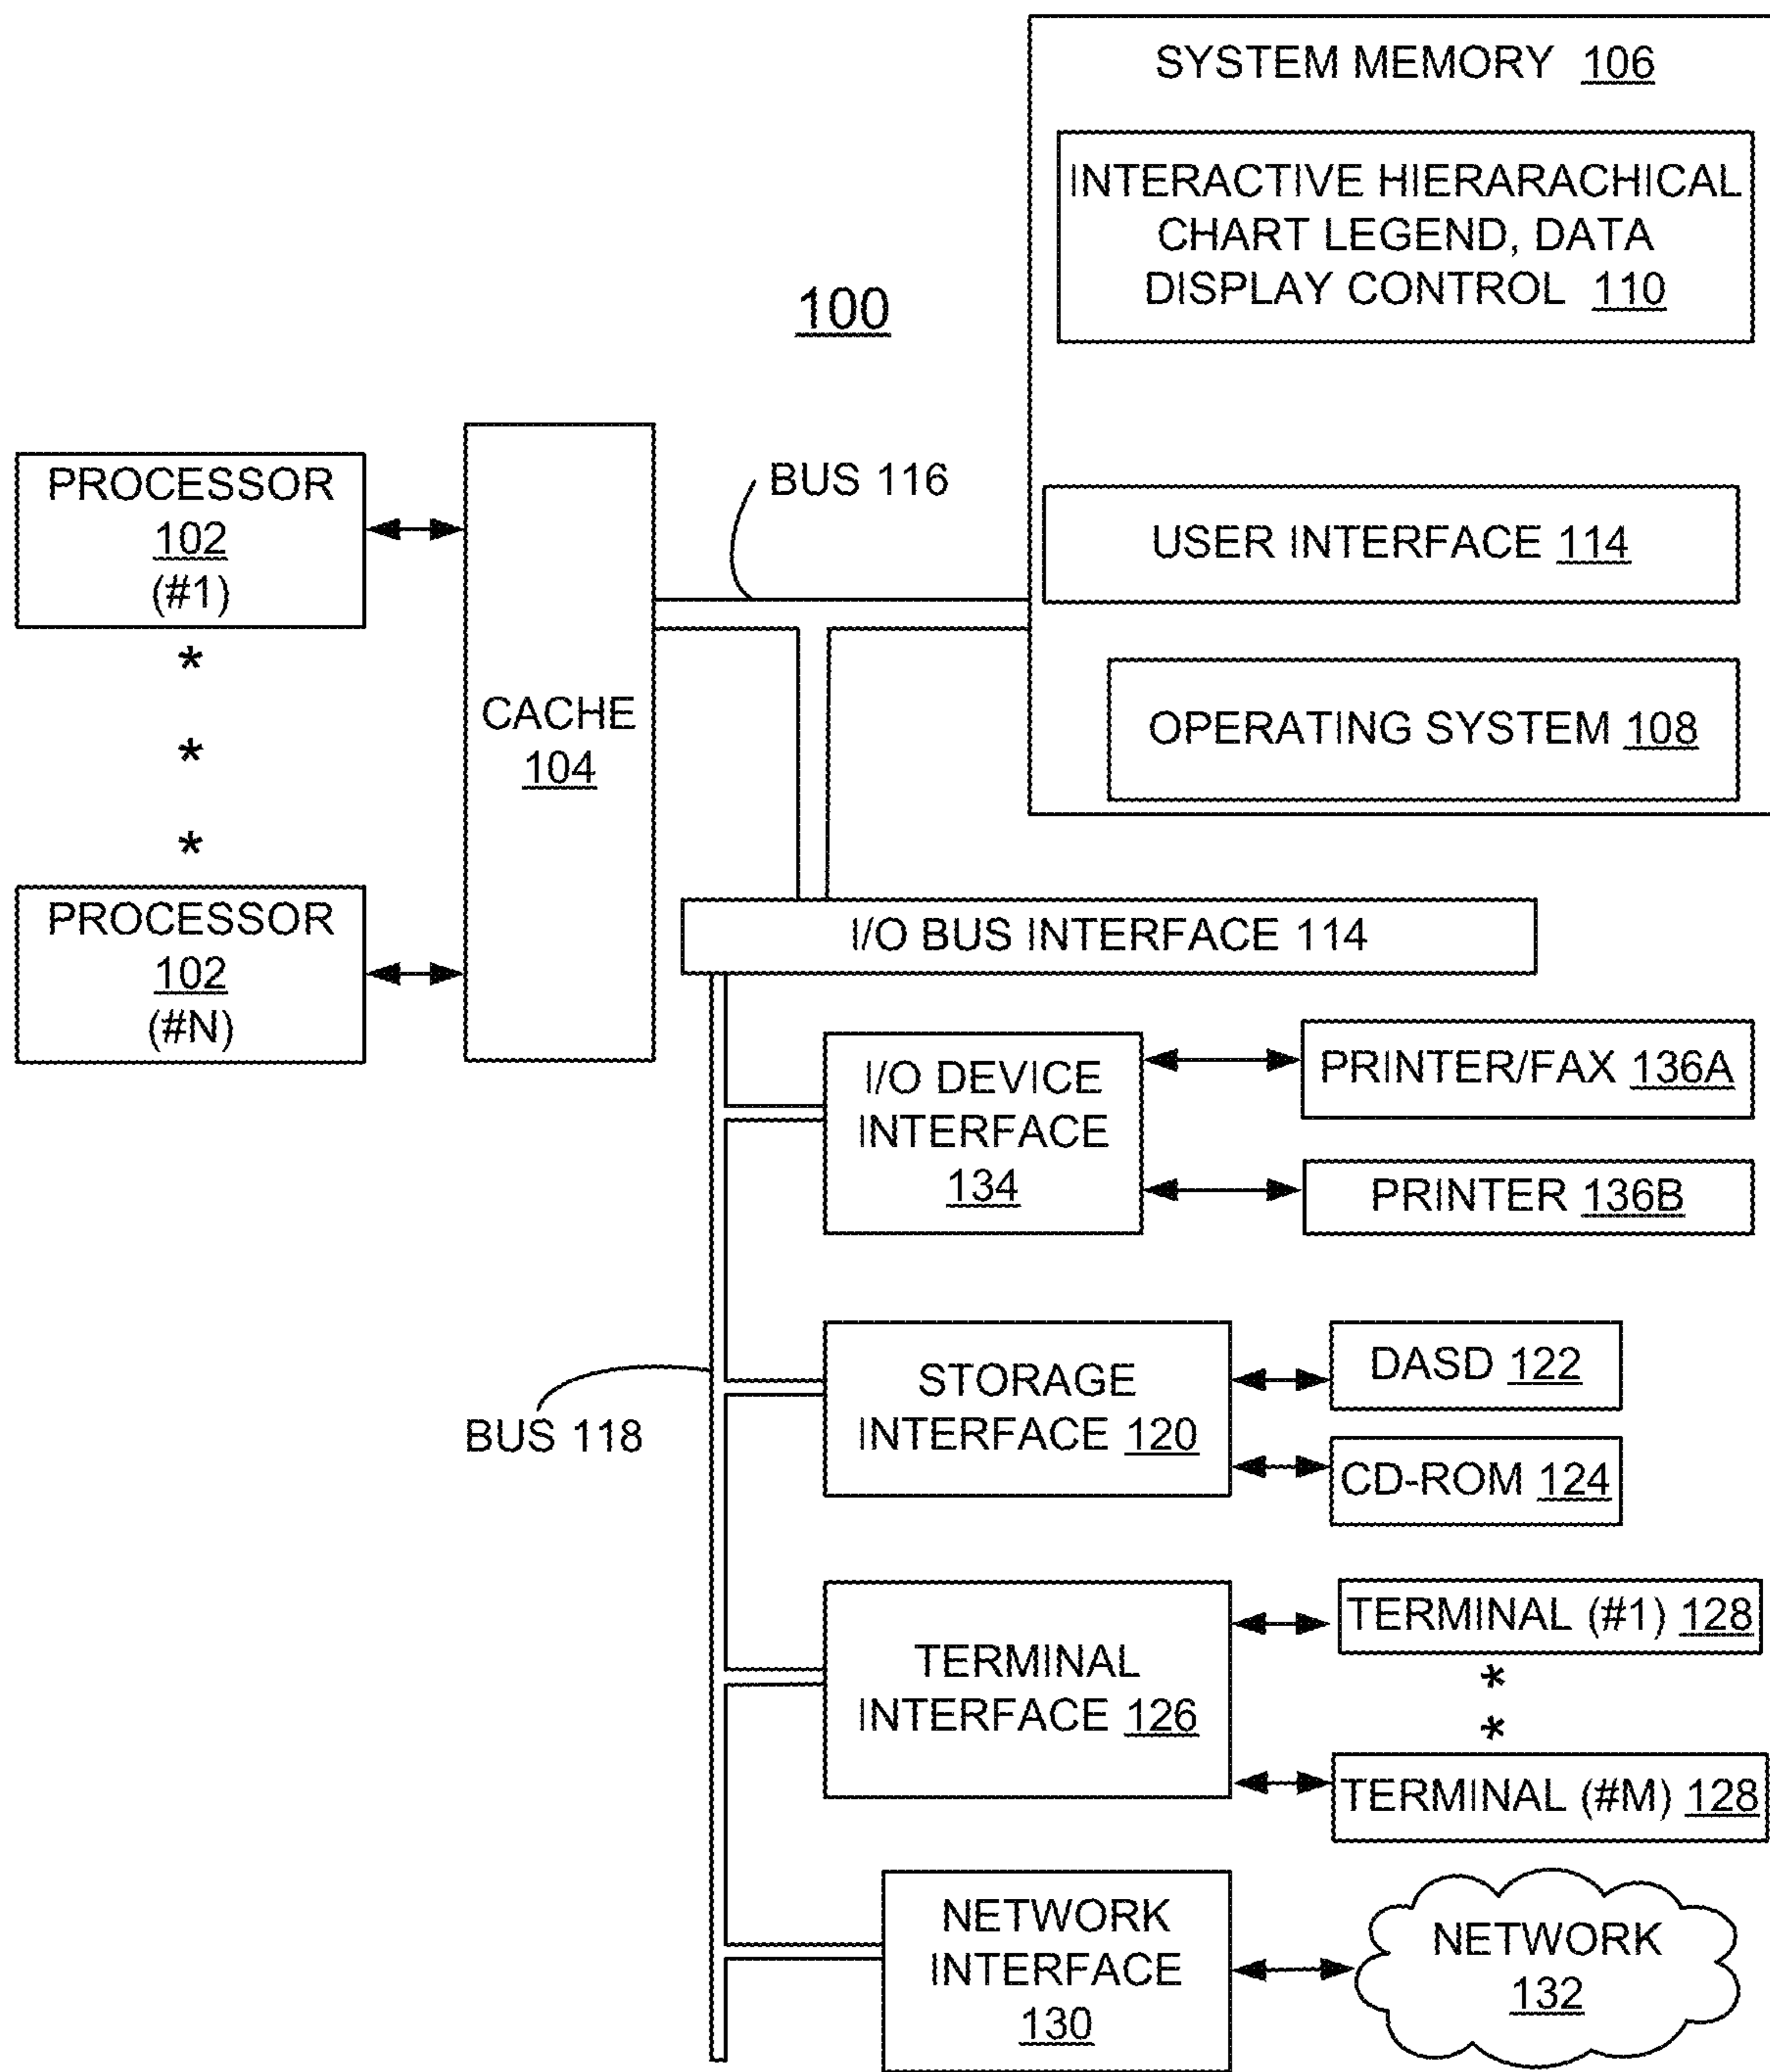 SYSTEM MEMORY 106
INTERACTIVE HIERARACHICAL
CHART LEGEND, DATA
DISPLAY CONTROL 110
100
PROCESSOR
102
(#1)
*
*
*
PROCESSOR
102
(#N)
CACHE
104
BUS 116
USER INTERFACE 114
OPERATING SYSTEM 108
I/O BUS INTERFACE 114
I/O DEVICE
INTERFACE
134
PRINTER/FAX 136A
PRINTER 136B
BUS 118
STORAGE
INTERFACE 120
DASD 122
CD-ROM 124
TERMINAL
INTERFACE 126
TERMINAL (#1) 128
*
*
TERMINAL (#M) 128
NETWORK
INTERFACE
130
NETWORK
132